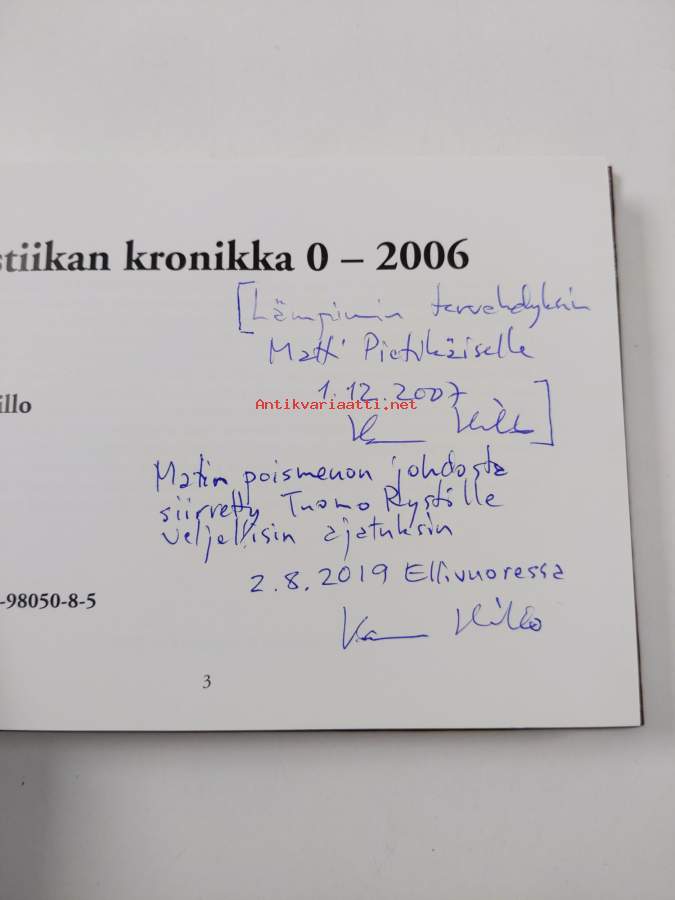 stiikan kronikka 0 – 2006
[Lämpimin tervehdyksin
Matti Pietikäiselle
1.12.2007
Antikvariaatti.net
]
illo
Matin poismenon johdosta
siirretty Tuomo Rystille
veljellisin ajatuksin
2.8.2019 Ellivuoressa
-98050-8-5
3